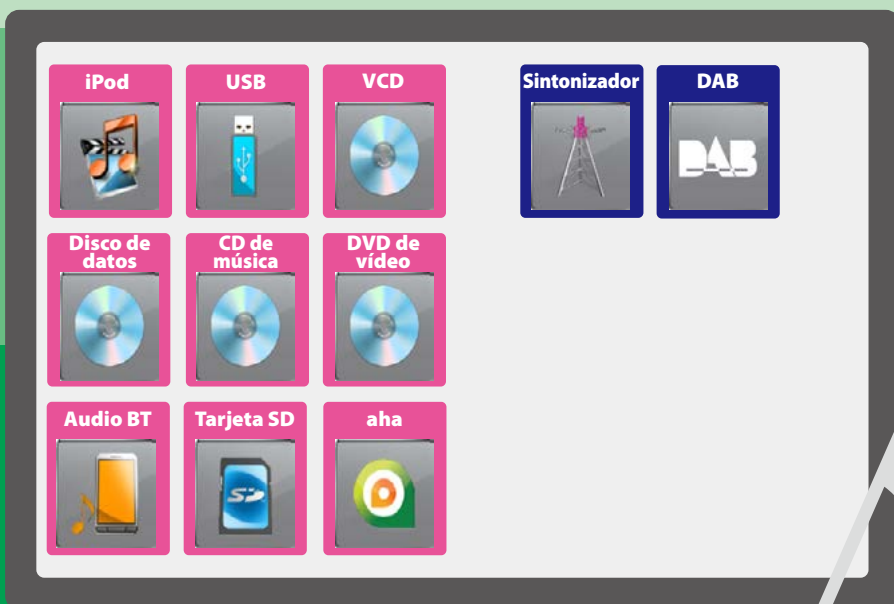 iPod
USB
VCD
Sintonizador
DAB
DAB
Disco de
datos
CD de
música
DVD de
vídeo
Audio BT
Tarjeta SD
aha
SD